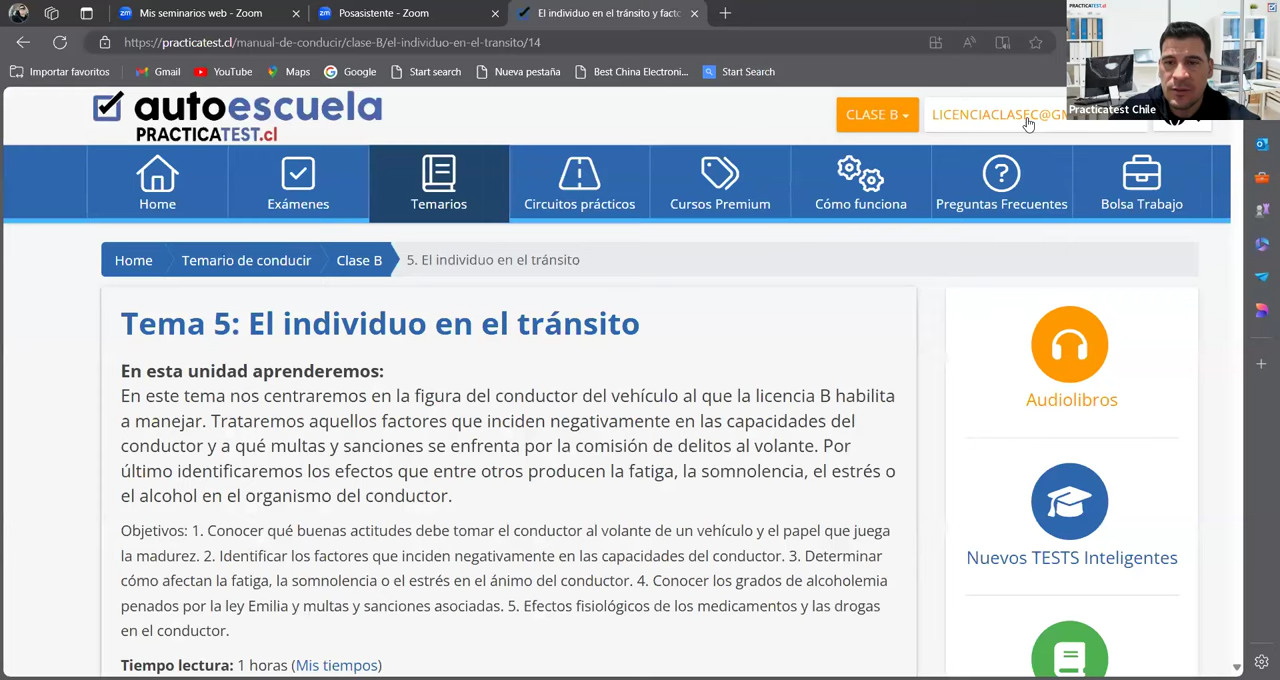 Mis seminarios web - Zoom
Posasistente - Zoom
El individuo en el tránsito y facto
https://practicatest.cl/manual-de-conducir/clase-B/el-individuo-en-el-transito/14
Importar favoritos
Gmail
YouTube
Maps
Google
Start search
Nueva pestaña
Best China Electroni...
Start Search
PRACTICATEST.cl
Practicatest Chile
autoescuela
PRACTICATEST.cl
CLASE B
LICENCIACLASEC@GM
Home
Exámenes
Temarios
Circuitos prácticos
Cursos Premium
Cómo funciona
Preguntas Frecuentes
Bolsa Trabajo
Home
Temario de conducir
Clase B
5. El individuo en el tránsito
Tema 5: El individuo en el tránsito
En esta unidad aprenderemos:
En este tema nos centraremos en la figura del conductor del vehículo al que la licencia B habilita
a manejar. Trataremos aquellos factores que inciden negativamente en las capacidades del
conductor y a qué multas y sanciones se enfrenta por la comisión de delitos al volante. Por
último identificaremos los efectos que entre otros producen la fatiga, la somnolencia, el estrés o
el alcohol en el organismo del conductor.
Objetivos: 1. Conocer qué buenas actitudes debe tomar el conductor al volante de un vehículo y el papel que juega
la madurez. 2. Identificar los factores que inciden negativamente en las capacidades del conductor. 3. Determinar
cómo afectan la fatiga, la somnolencia o el estrés en el ánimo del conductor. 4. Conocer los grados de alcoholemia
penados por la ley Emilia y multas y sanciones asociadas. 5. Efectos fisiológicos de los medicamentos y las drogas
en el conductor.
Tiempo lectura: 1 horas (Mis tiempos)
Audiolibros
Nuevos TESTS Inteligentes